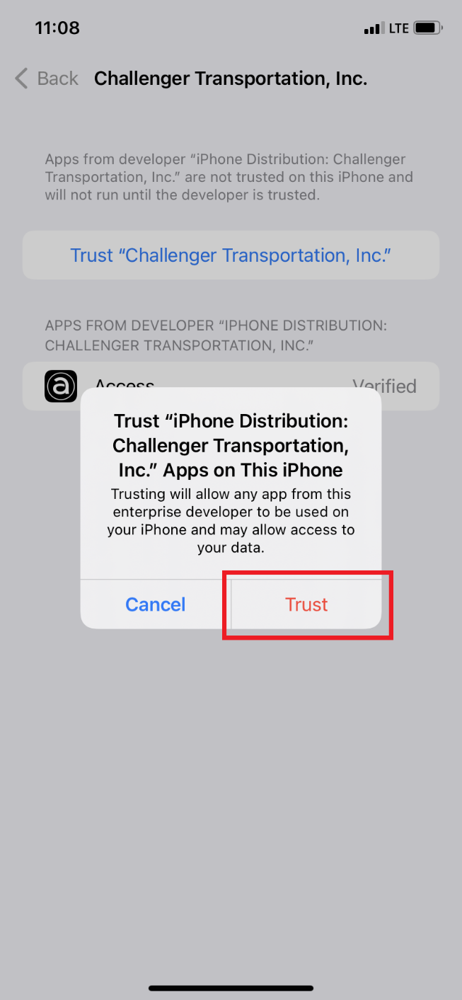 11:08 LTE
Back Challenger Transportation, Inc.
Apps from developer “iPhone Distribution: Challenger
Transportation, Inc.” are not trusted on this iPhone and
will not run until the developer is trusted.
Trust “Challenger Transportation, Inc.”
APPS FROM DEVELOPER “IPHONE DISTRIBUTION:
CHALLENGER TRANSPORTATION, INC.”
a Access Verified
Trust “iPhone Distribution:
Challenger Transportation,
Inc.” Apps on This iPhone
Trusting will allow any app from this
enterprise developer to be used on
your iPhone and may allow access to
your data.
Cancel Trust